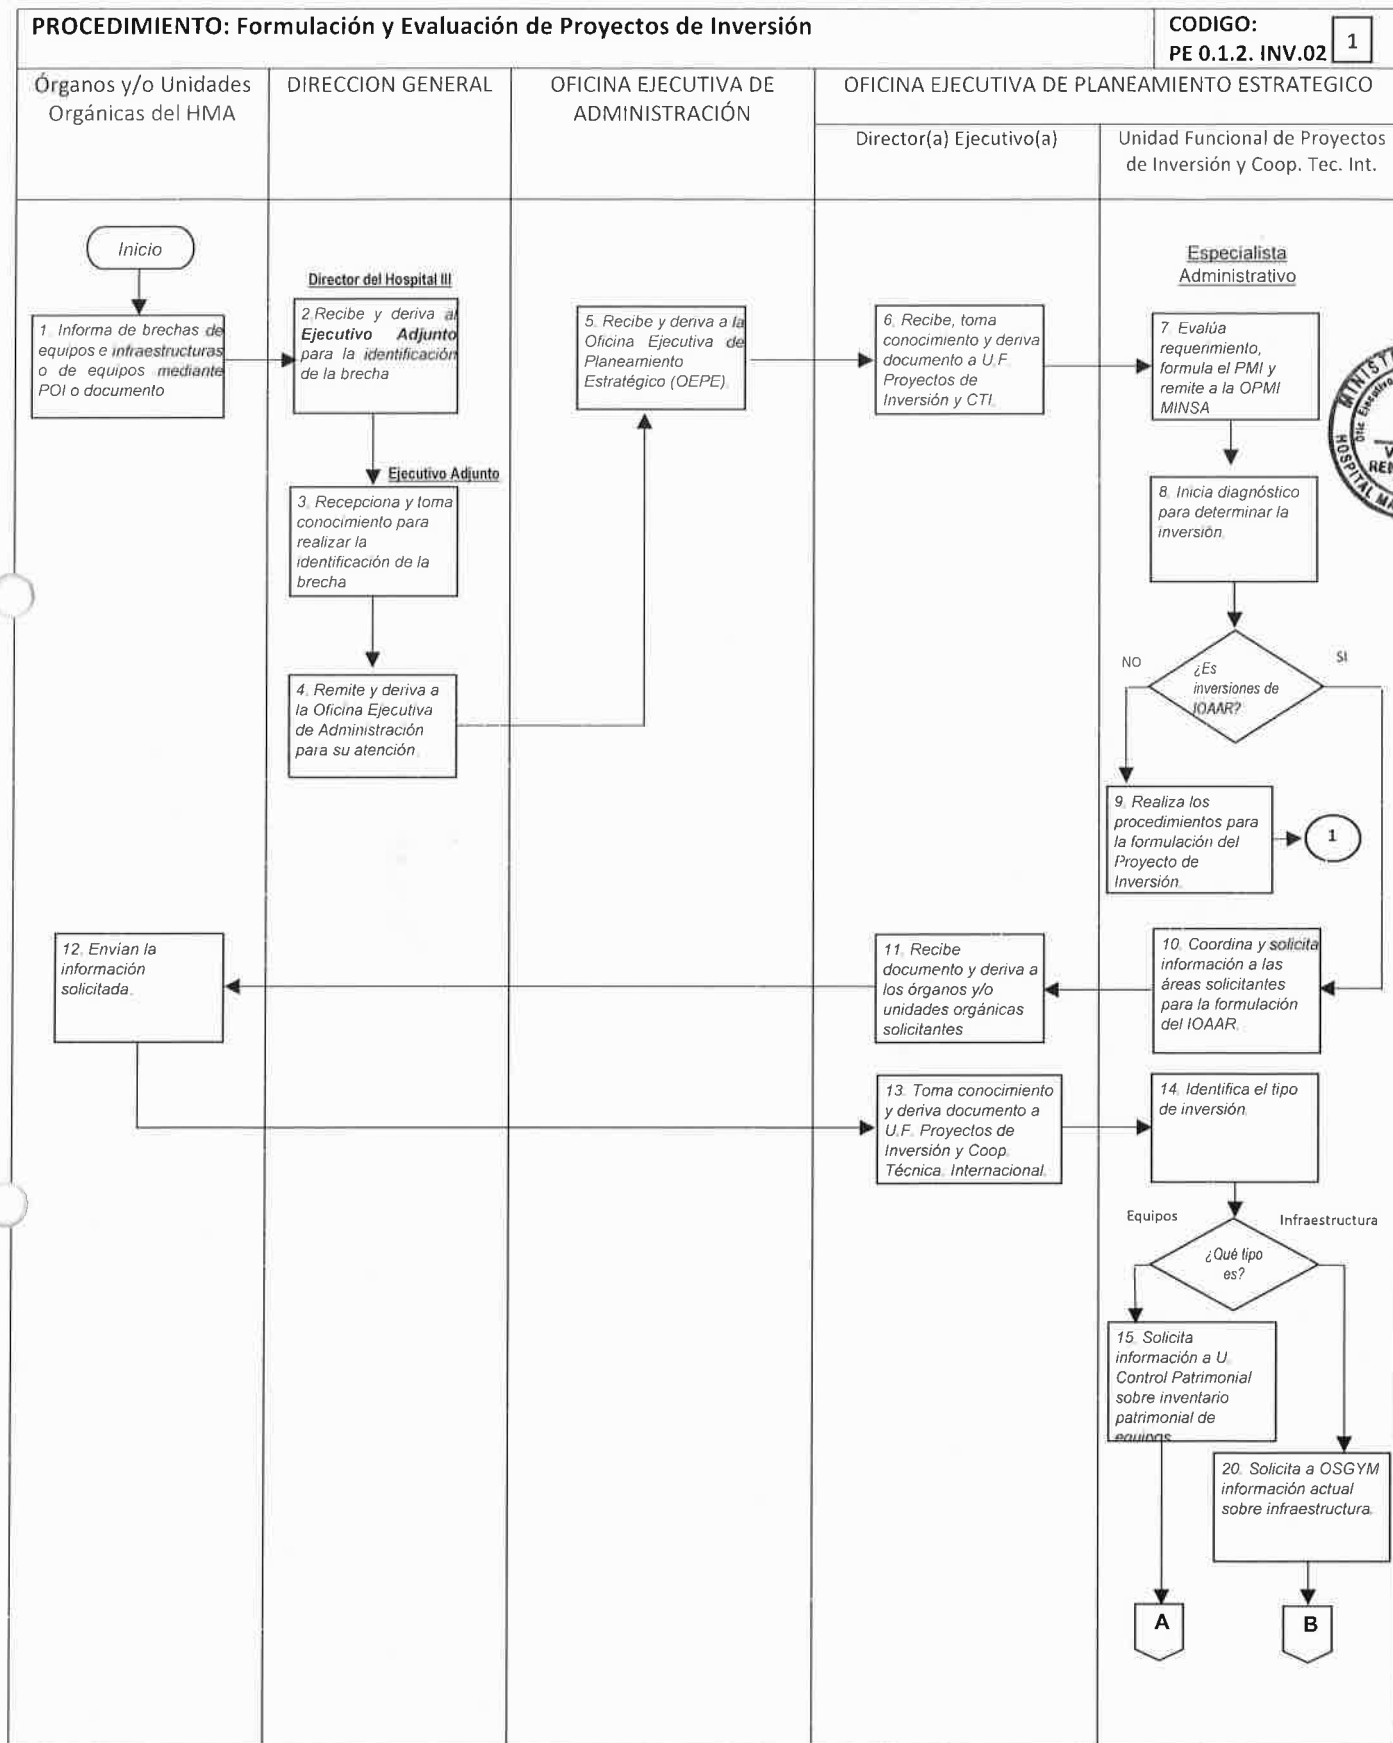 PROCEDIMIENTO: Formulación y Evaluación de Proyectos de Inversión
CODIGO:
PE 0.1.2. INV.02
1
Órganos y/o Unidades
Orgánicas del HMA
DIRECCION GENERAL
OFICINA EJECUTIVA DE
ADMINISTRACIÓN
OFICINA EJECUTIVA DE PLANEAMIENTO ESTRATEGICO
Director(a) Ejecutivo(a)
Unidad Funcional de Proyectos
de Inversión y Coop. Tec. Int.
Inicio
1. Informa de brechas de
equipos e infraestructuras
o de equipos mediante
POI o documento
Director del Hospital III
2,Recibe y deriva al
Ejecutivo Adjunto
para la identificación
de la brecha
Ejecutivo Adjunto
3. Recepciona y toma
conocimiento para
realizar la
identificación de la
brecha
4. Remite y deriva a
la Oficina Ejecutiva
de Administración
para su atención.
5. Recibe y deriva a la
Oficina Ejecutiva de
Planeamiento
Estratégico (OEPE).
6. Recibe, toma
conocimiento y deriva
documento a U.F.
Proyectos de
Inversión y CTI.
Especialista
Administrativo
7. Evalúa
requerimiento,
formula el PMI y
remite a la OPMI
MINSA
HOSPITAL
8. Inicia diagnóstico
para determinar la
inversión.
NO
¿Es
inversiones de
IOAAR?
SI
9. Realiza los
procedimientos para
la formulación del
Proyecto de
Inversión.
1
10. Coordina y solicita
información a las
áreas solicitantes
para la formulación
del IOAAR.
11. Recibe
documento y deriva a
los órganos y/o
unidades orgánicas
solicitantes
12. Envían la
información
solicitada.
13. Toma conocimiento
y deriva documento a
U.F. Proyectos de
Inversión y Coop.
Técnica. Internacional.
14. Identifica el tipo
de inversión.
Equipos
¿Qué tipo
es?
Infraestructura
15. Solicita
información a U.
Control Patrimonial
sobre inventario
patrimonial de
equipos
20. Solicita a OSGYM
información actual
sobre infraestructura.
A
B